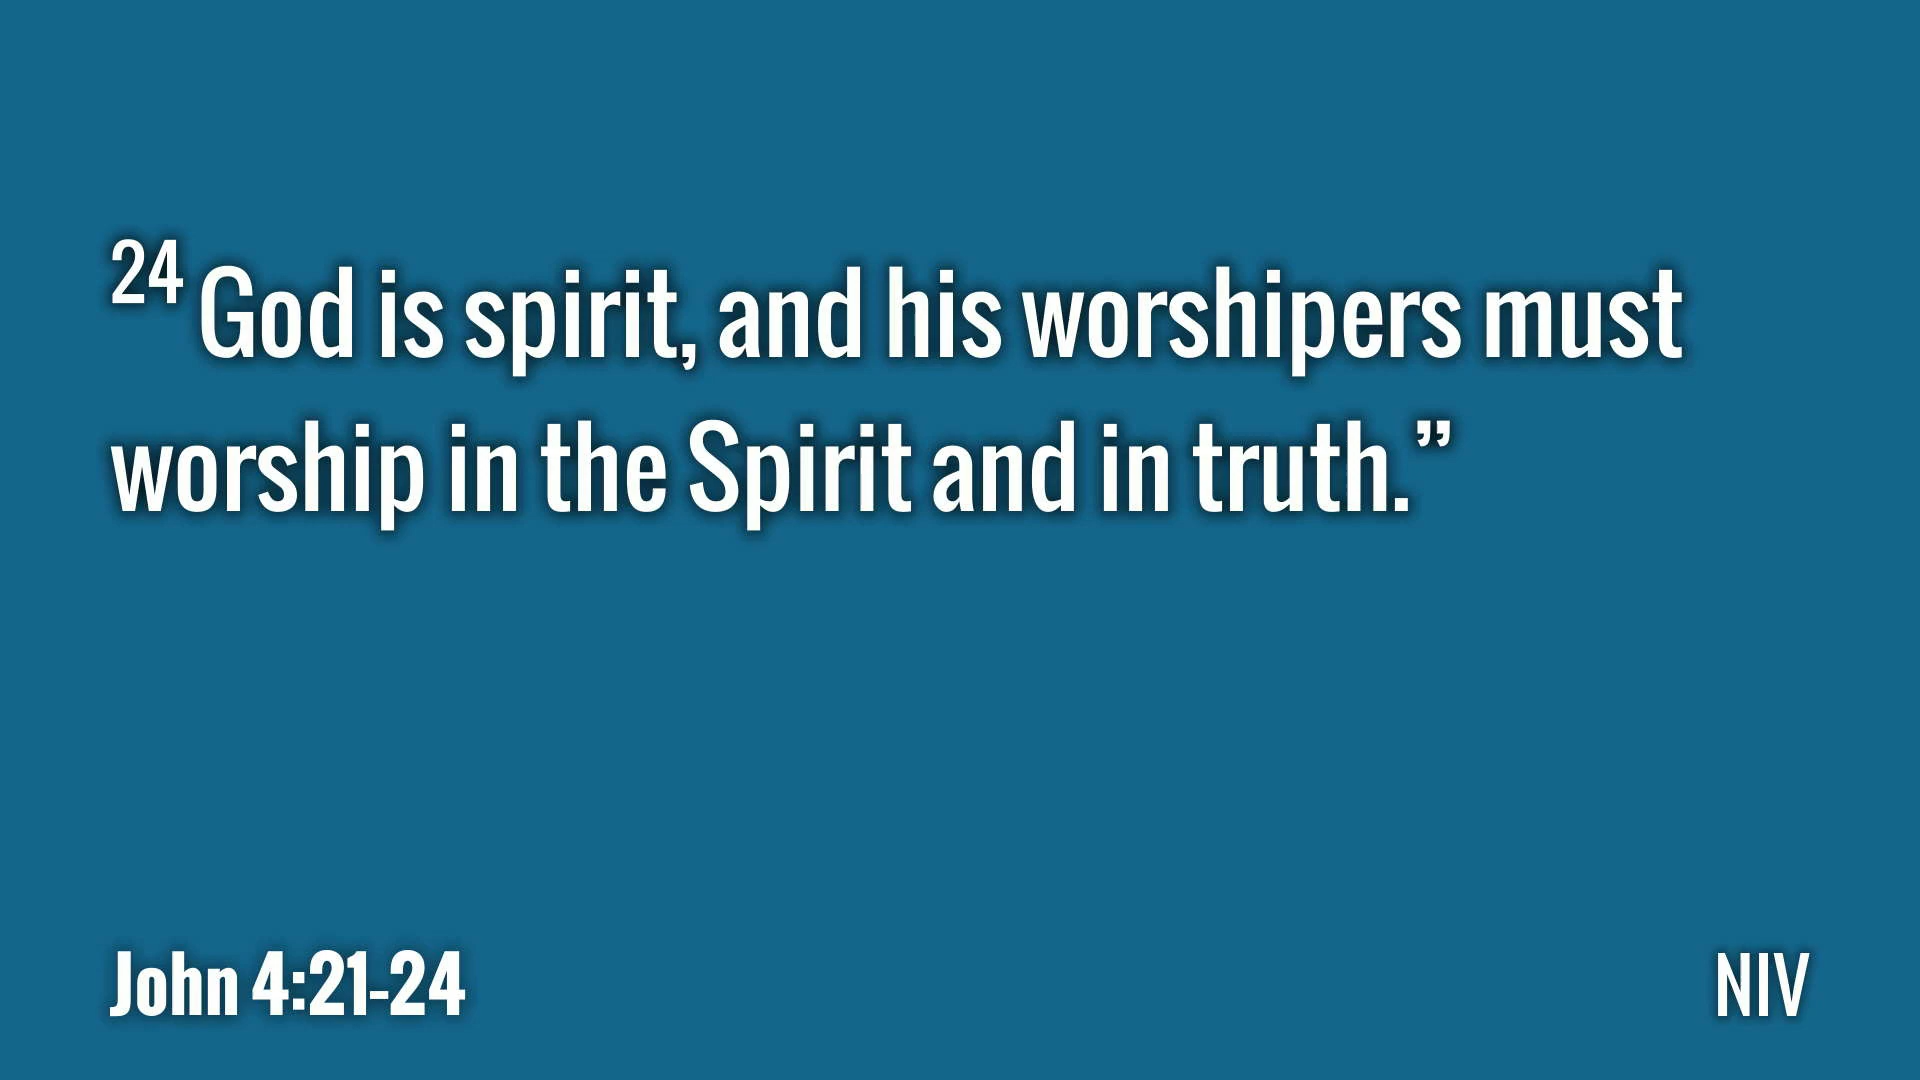 24 God is spirit, and his worshipers must
worship in the Spirit and in truth.”
John 4:21-24
NIV